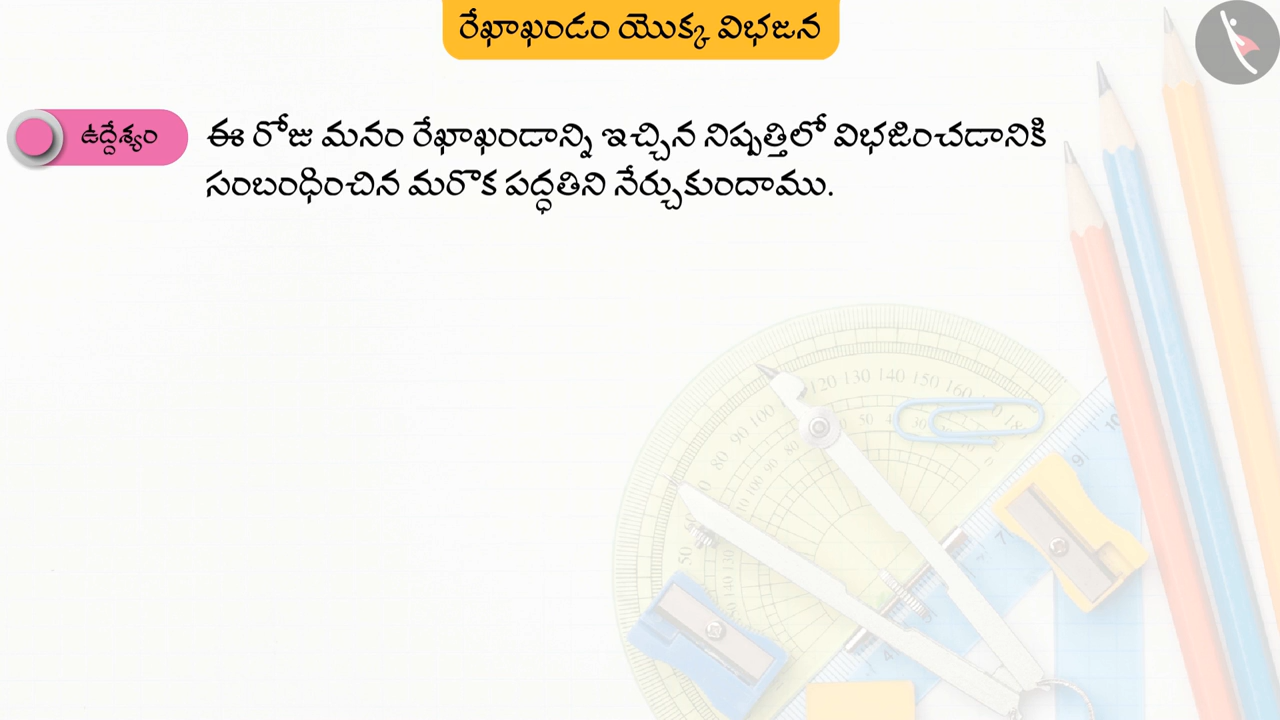 రేఖాఖండం యొక్క విభజన
ఉద్దేశ్యం
ఈ రోజు మనం రేఖాఖండాన్ని ఇచ్చిన నిష్పత్తిలో విభజించడానికి
సంబంధించిన మరొక పద్ధతిని నేర్చుకుందాము.